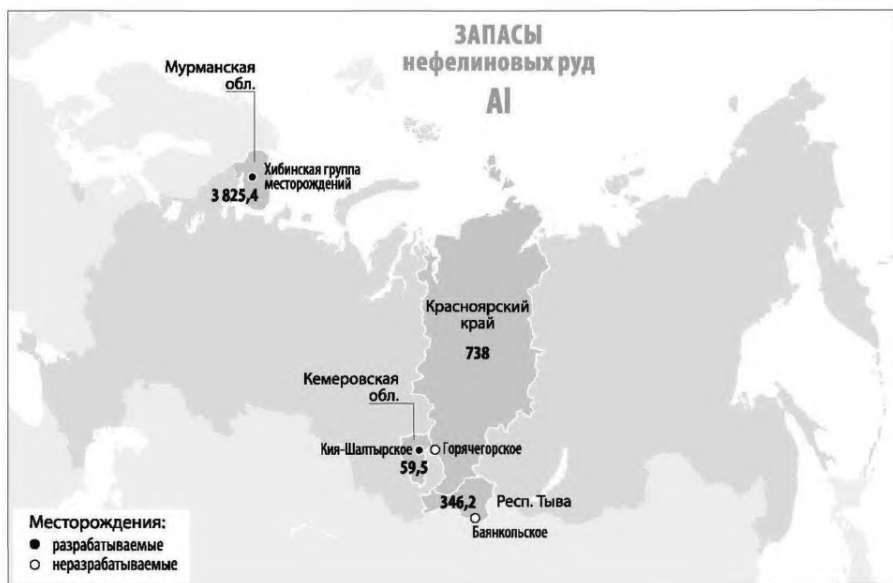 ЗАПАСЫ
нефелиновых руд
Al
Мурманская
обл.
Хибинская группа
месторождений
3 825,4
Красноярский
край
738
Кемеровская
обл.
Кия-Шалтырское
Горячегорское
59,5
346,2
Респ. Тыва
Баянкольское
Месторождения:
разрабатываемые
неразрабатываемые